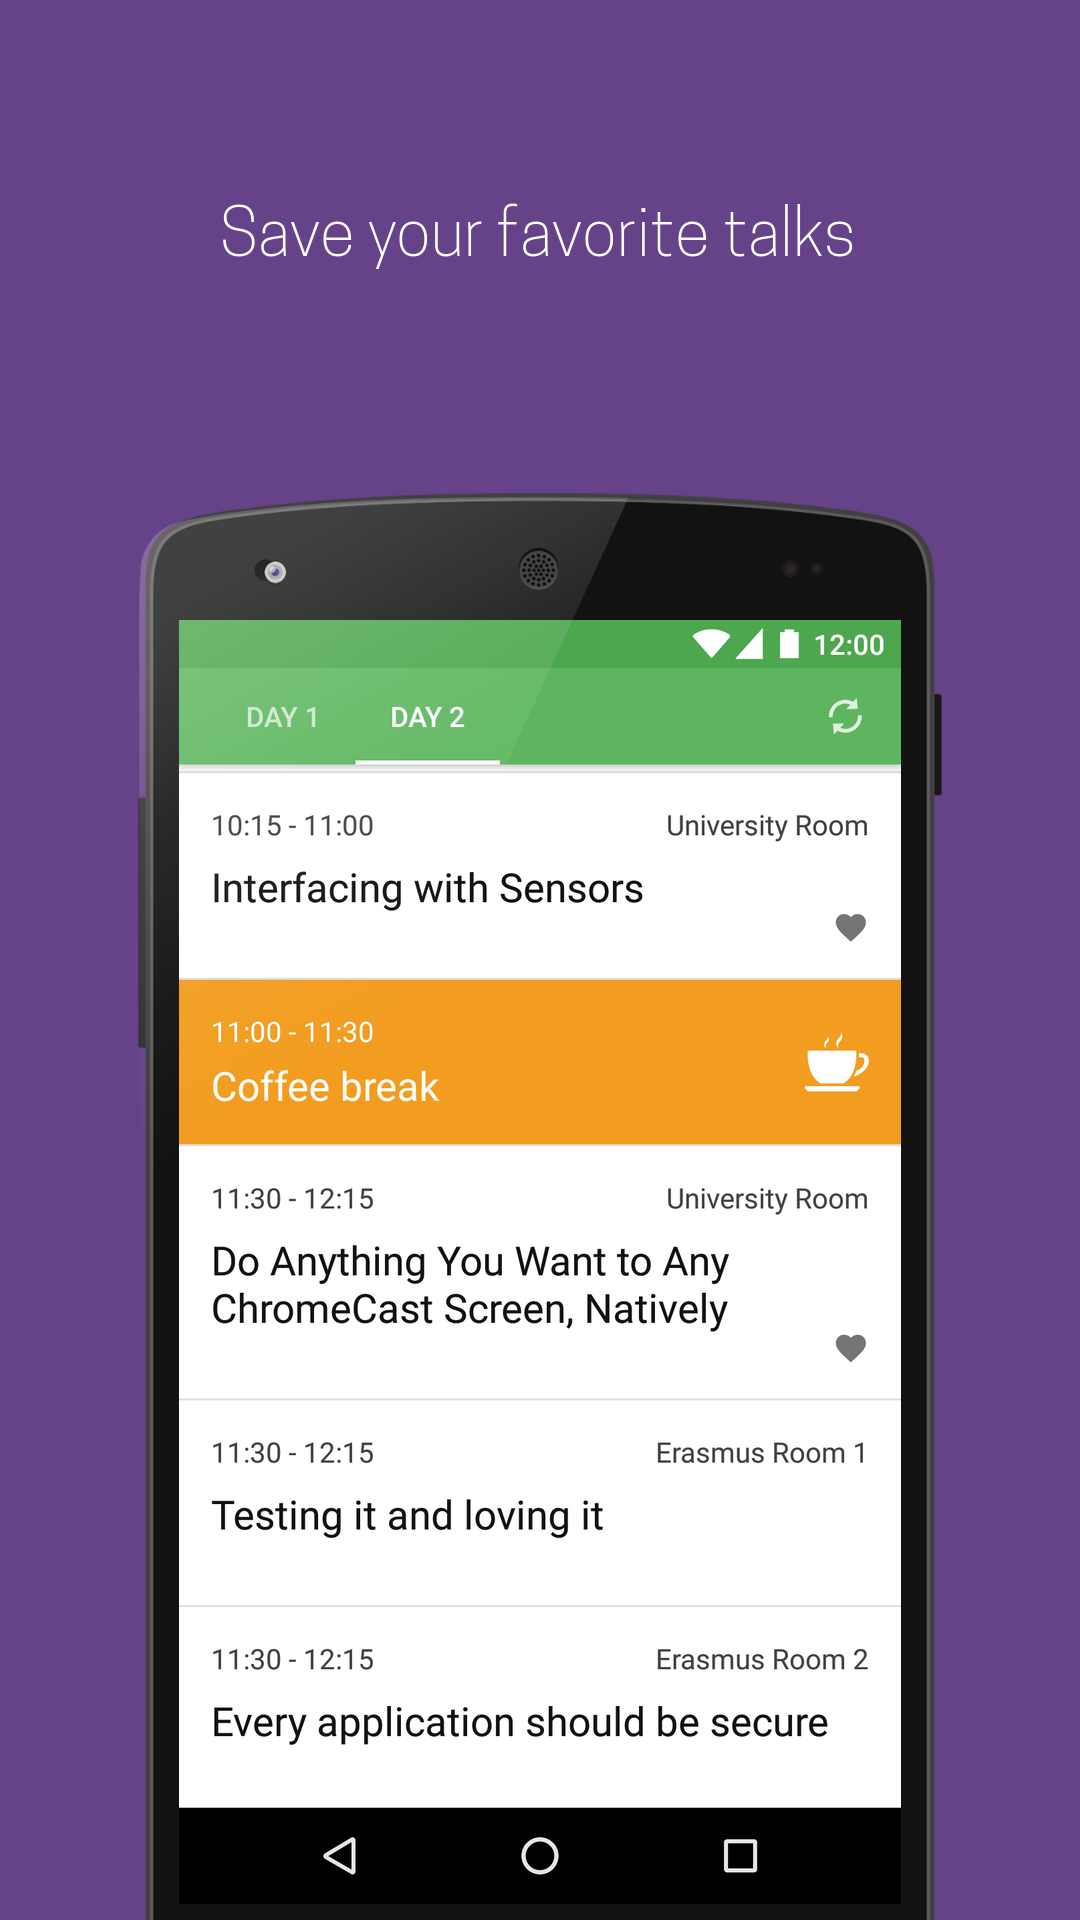 Save your favorite talks
12:00
DAY 1 DAY 2
10:15 - 11:00 University Room
Interfacing with Sensors
11:00 - 11:30
Coffee break
11:30 - 12:15 University Room
Do Anything You Want to Any
ChromeCast Screen, Natively
11:30 - 12:15 Erasmus Room 1
Testing it and loving it
11:30 - 12:15 Erasmus Room 2
Every application should be secure